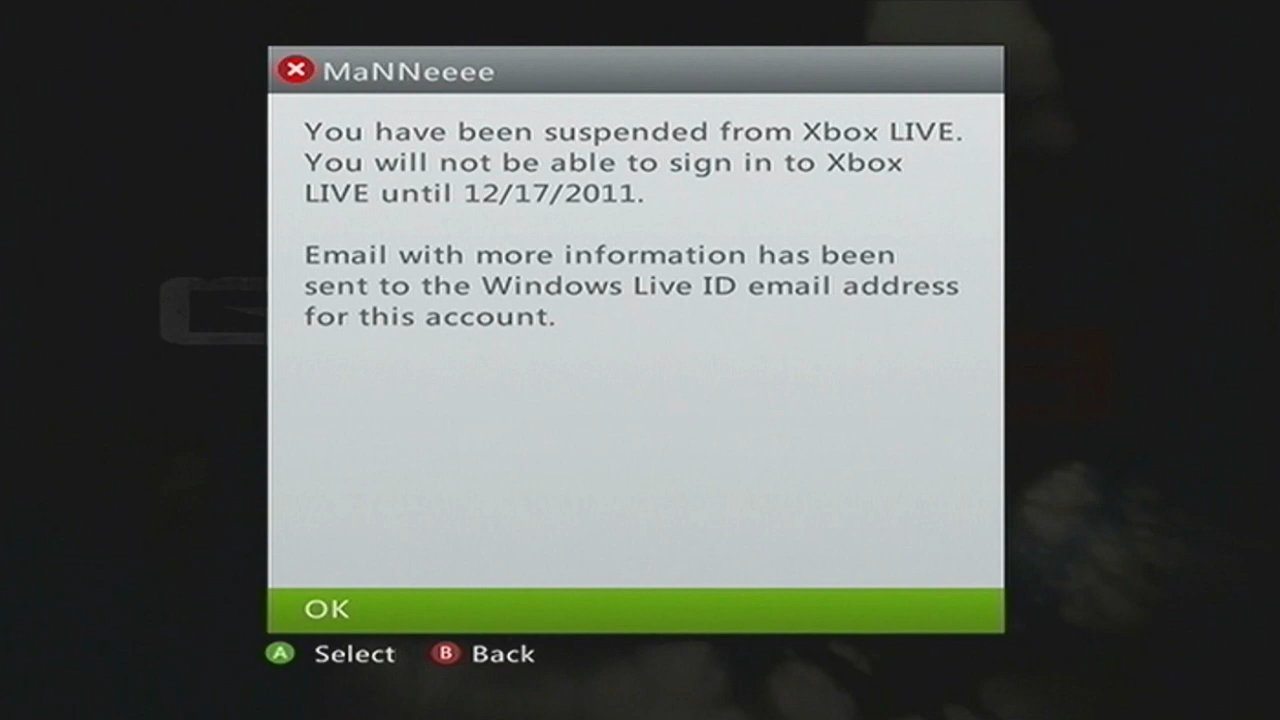 MaNNeeee
You have been suspended from Xbox LIVE.
You will not be able to sign in to Xbox
LIVE until 12/17/2011.
Email with more information has been
sent to the Windows Live ID email address
for this account.
OK
A Select B Back